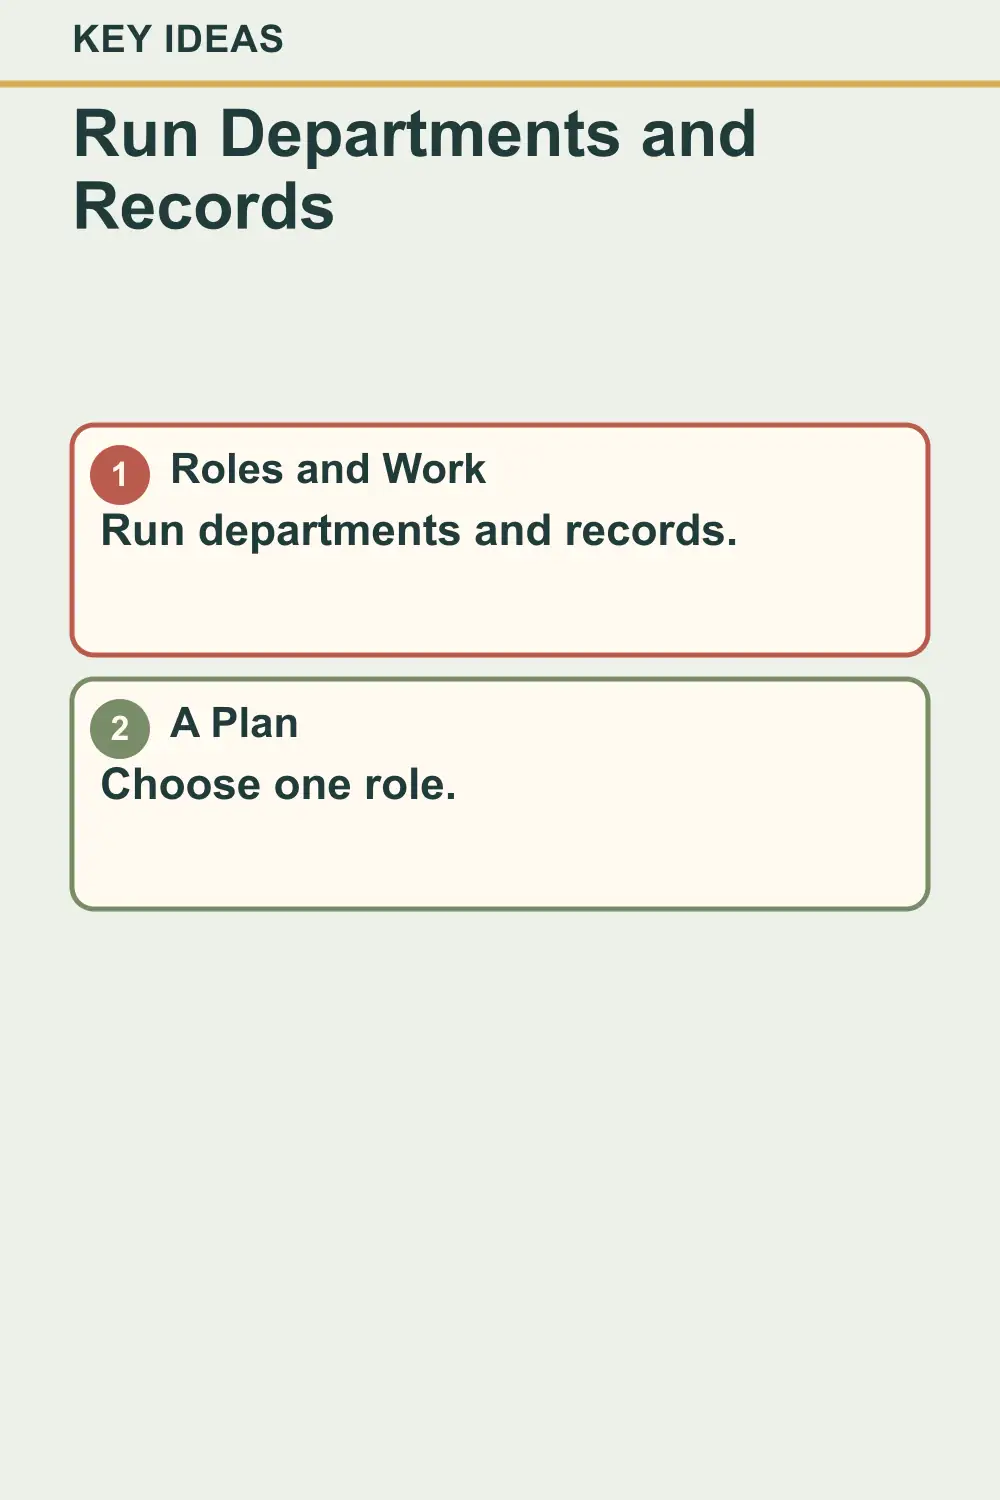 KEY IDEAS
Run Departments and
Records
1 Roles and Work
Run departments and records.
2 A Plan
Choose one role.